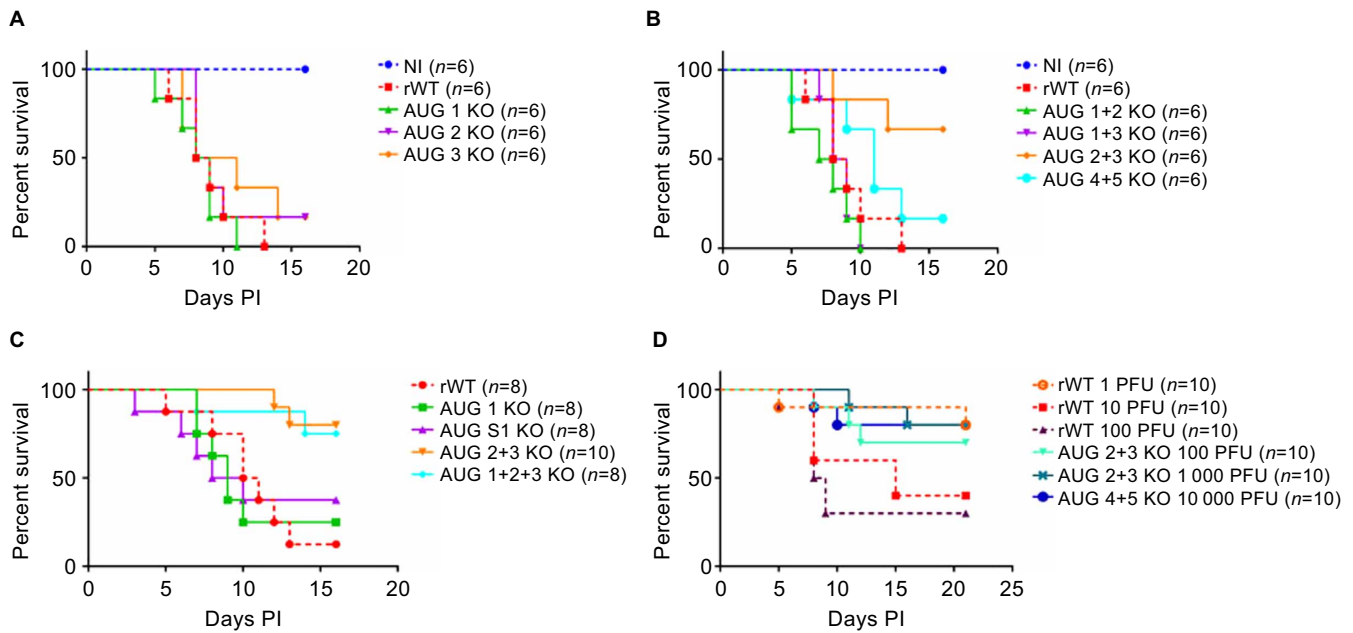 A
Percent survival
100
50
0
0 5 10 15 20
Days PI
NI (n=6)
rWT (n=6)
AUG 1 KO (n=6)
AUG 2 KO (n=6)
AUG 3 KO (n=6)
B
Percent survival
100
50
0
0 5 10 15 20
Days PI
NI (n=6)
rWT (n=6)
AUG 1+2 KO (n=6)
AUG 1+3 KO (n=6)
AUG 2+3 KO (n=6)
AUG 4+5 KO (n=6)
C
Percent survival
100
50
0
0 5 10 15 20
Days PI
rWT (n=8)
AUG 1 KO (n=8)
AUG S1 KO (n=8)
AUG 2+3 KO (n=10)
AUG 1+2+3 KO (n=8)
D
Percent survival
100
50
0
0 5 10 15 20 25
Days PI
rWT 1 PFU (n=10)
rWT 10 PFU (n=10)
rWT 100 PFU (n=10)
AUG 2+3 KO 100 PFU (n=10)
AUG 2+3 KO 1 000 PFU (n=10)
AUG 4+5 KO 10 000 PFU (n=10)